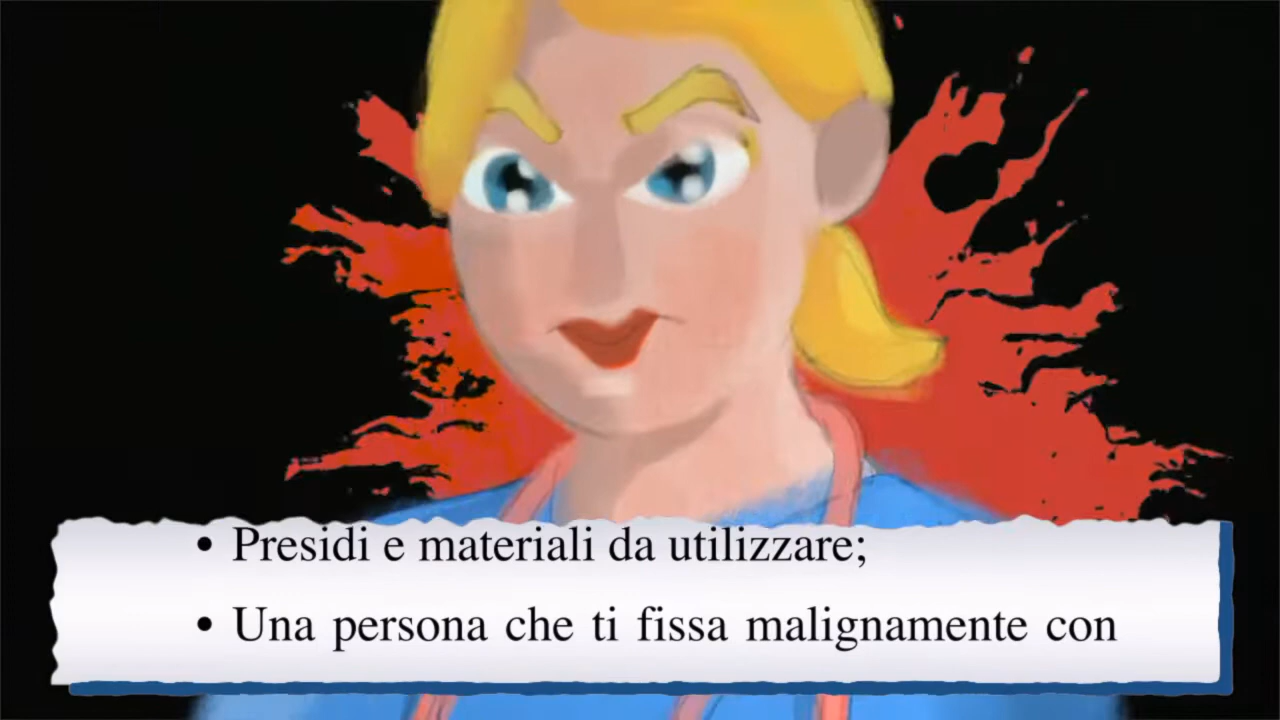 • Presidi e materiali da utilizzare;
• Una persona che ti fissa malignamente con